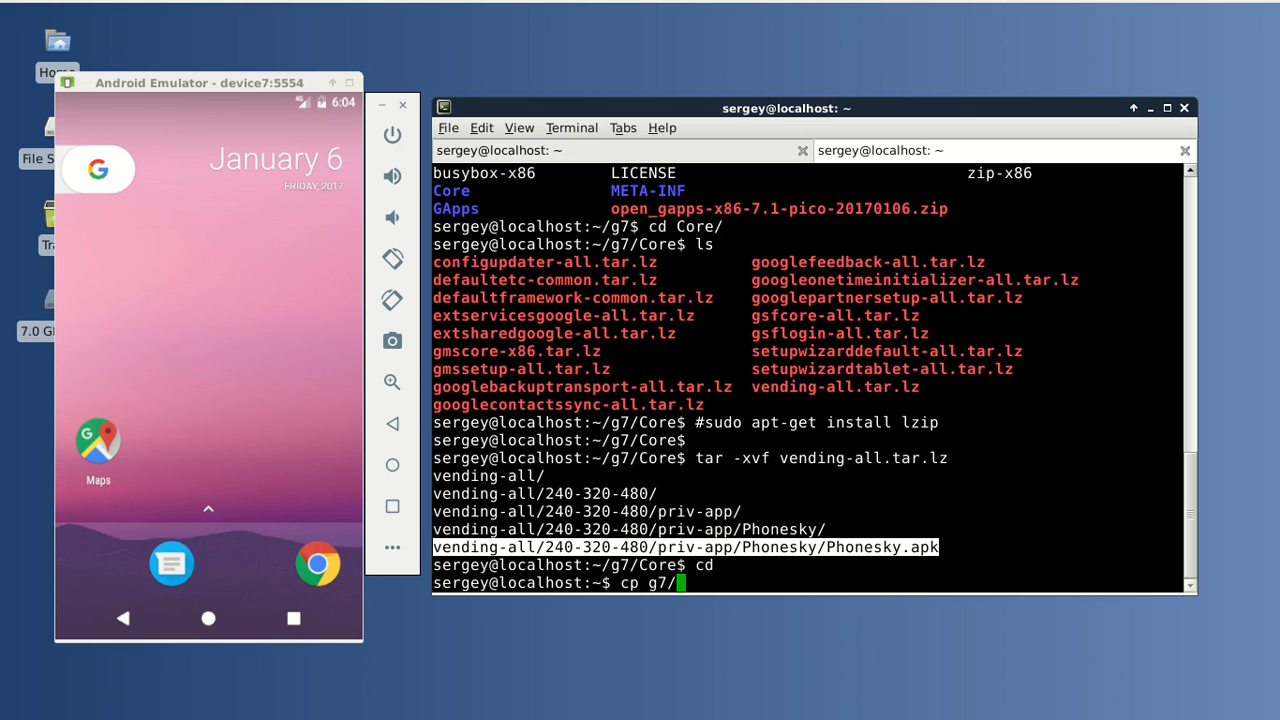 Home
File S
Tra
7.0 GB
Android Emulator - device7:5554
4G 6:04
G
January 6
FRIDAY, 2017
G
Maps
sergey@localhost: ~
File Edit View Terminal Tabs Help
sergey@localhost: ~ sergey@localhost: ~
busybox-x86 LICENSE zip-x86
Core META-INF
GApps open_gapps-x86-7.1-pico-20170106.zip
sergey@localhost:~/g7$ cd Core/
sergey@localhost:~/g7/Core$ ls
configupdater-all.tar.lz googlefeedback-all.tar.lz
defaultetc-common.tar.lz googleonetimeinitializer-all.tar.lz
defaultframework-common.tar.lz googlepartnersetup-all.tar.lz
extservicesgoogle-all.tar.lz gsfcore-all.tar.lz
extsharedgoogle-all.tar.lz gsflogin-all.tar.lz
gmscore-x86.tar.lz setupwizarddefault-all.tar.lz
gmssetup-all.tar.lz setupwizardtablet-all.tar.lz
googlebackuptransport-all.tar.lz vending-all.tar.lz
googlecontactssync-all.tar.lz
sergey@localhost:~/g7/Core$ #sudo apt-get install lzip
sergey@localhost:~/g7/Core$
sergey@localhost:~/g7/Core$ tar -xvf vending-all.tar.lz
vending-all/
vending-all/240-320-480/
vending-all/240-320-480/priv-app/
vending-all/240-320-480/priv-app/Phonesky/
vending-all/240-320-480/priv-app/Phonesky/Phonesky.apk
sergey@localhost:~/g7/Core$ cd
sergey@localhost:~$ cp g7/